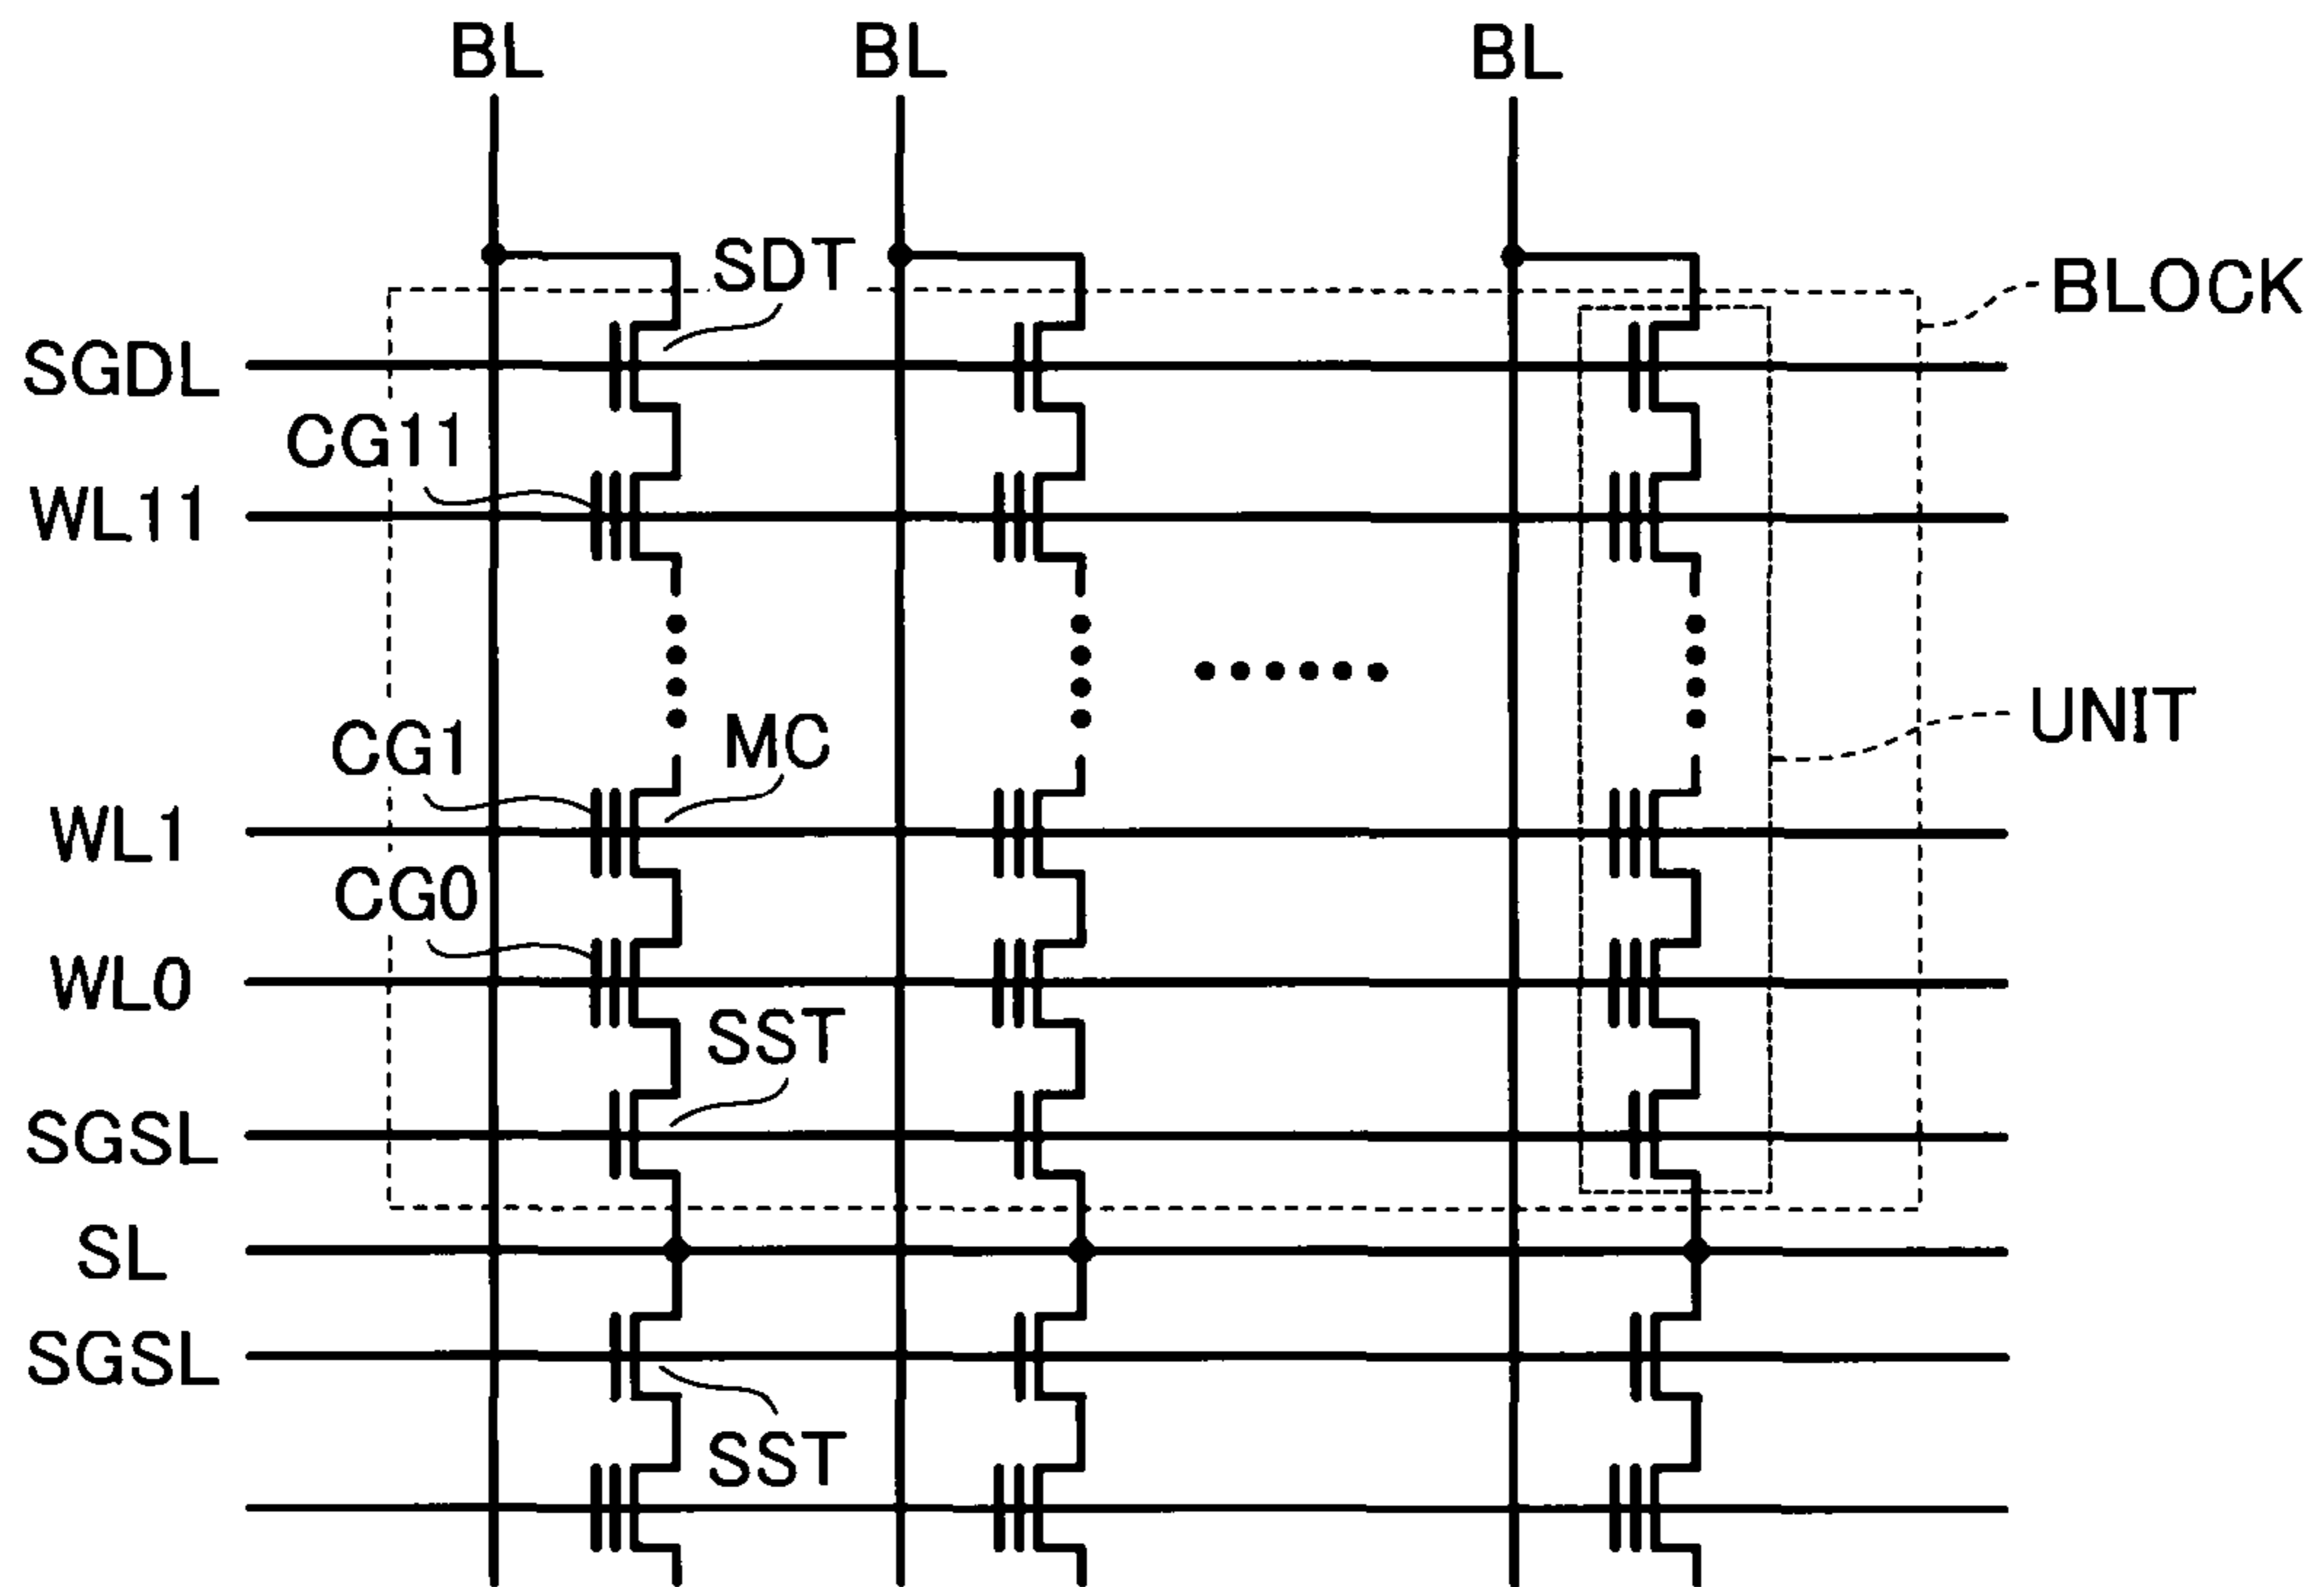 BL BL BL
SDT
BLOCK
SGDL
CG11
WL11
UNIT
CG1 MC
WL1
CG0
WL0
SST
SGSL
SL
SGSL
SST